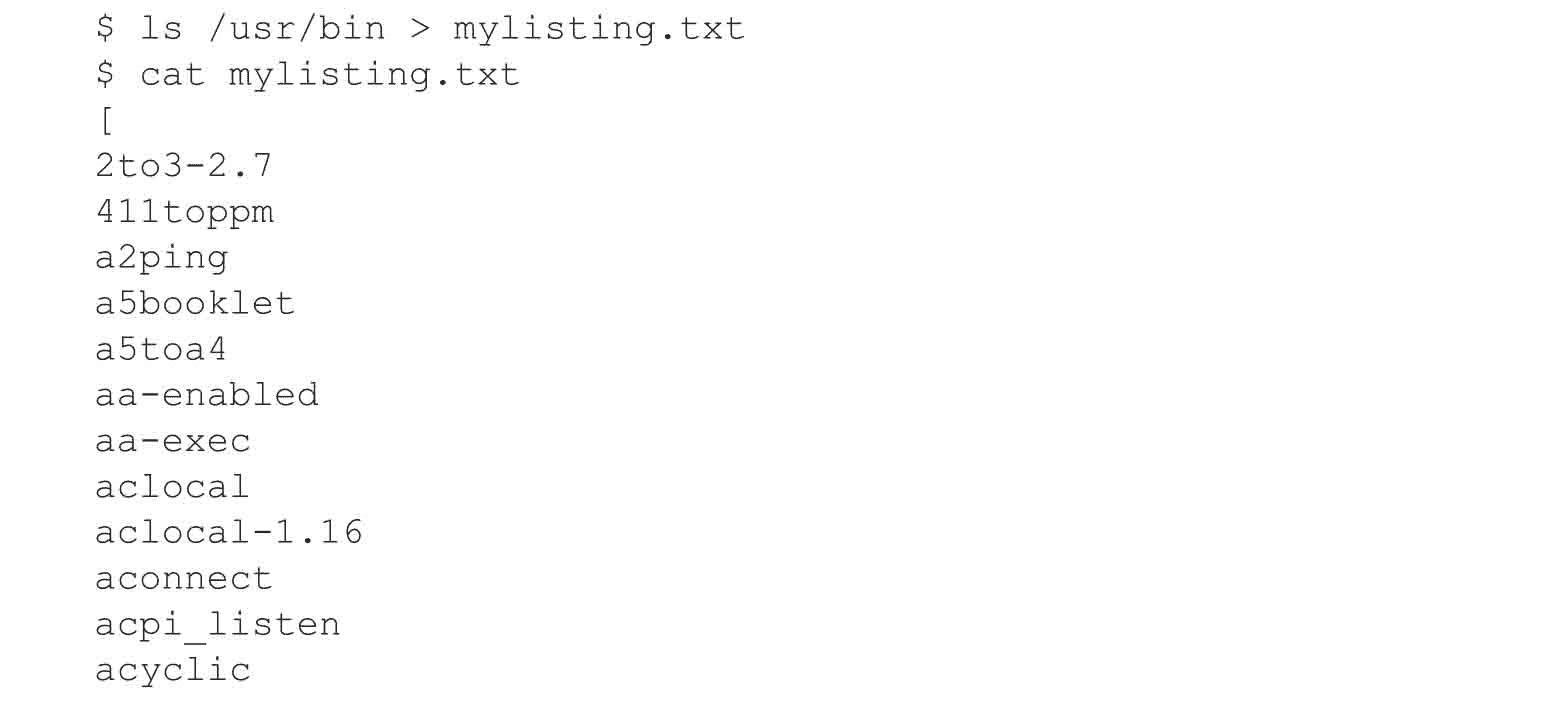 $ ls /usr/bin > mylisting.txt
$ cat mylisting.txt
[
2to3-2.7
411toppm
a2ping
a5booklet
a5toa4
aa-enabled
aa-exec
aclocal
aclocal-1.16
aconnect
acpi_listen
acyclic